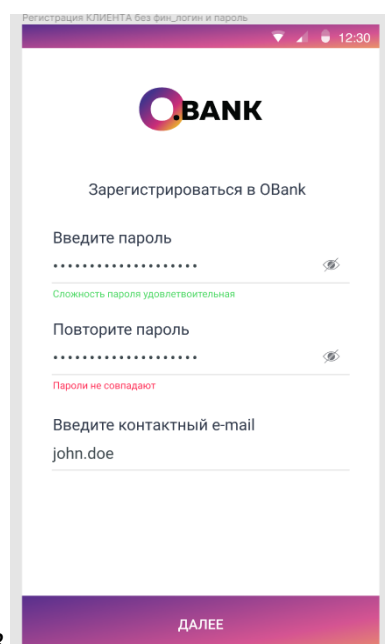 Регистрация КЛИЕНТА без фин_логин и пароль
12:30
O.BANK
Зарегистрироваться в OBank
Введите пароль
••••••••••••••••••••
Сложность пароля удовлетвоительная
Повторите пароль
••••••••••••••••••••
Пароли не совпадают
Введите контактный e-mail
john.doe
ДАЛЕЕ